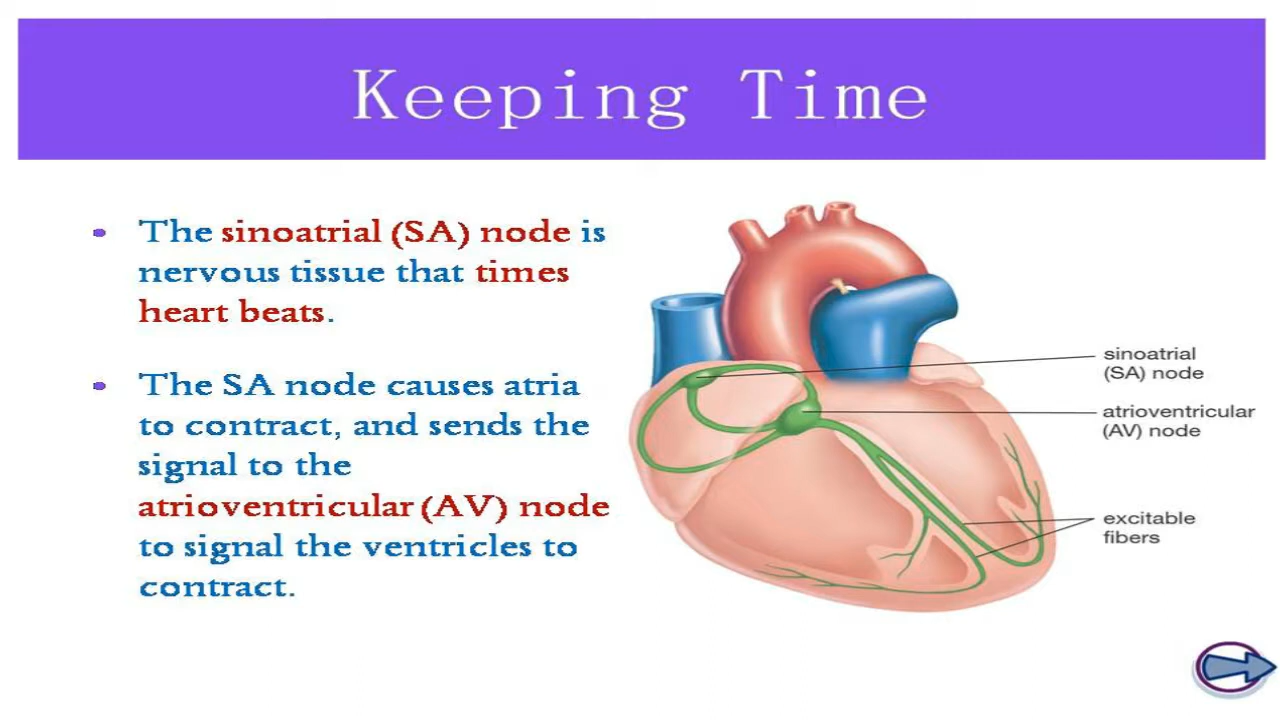 Keeping Time
• The sinoatrial (SA) node is
nervous tissue that times
heart beats.
• The SA node causes atria
to contract, and sends the
signal to the
atrioventricular (AV) node
to signal the ventricles to
contract.
sinoatrial
(SA) node
atrioventricular
(AV) node
excitable
fibers